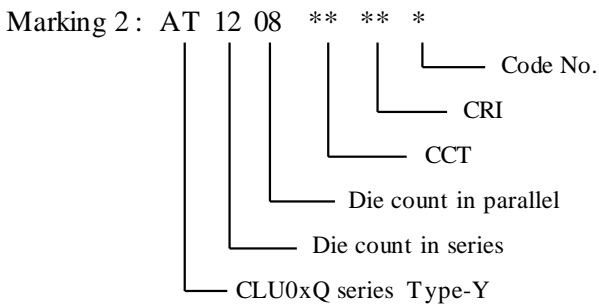 Marking 2 : AT 12 08 ** ** *
Code No.
CRI
CCT
Die count in parallel
Die count in series
CLU0xQ series Type-Y